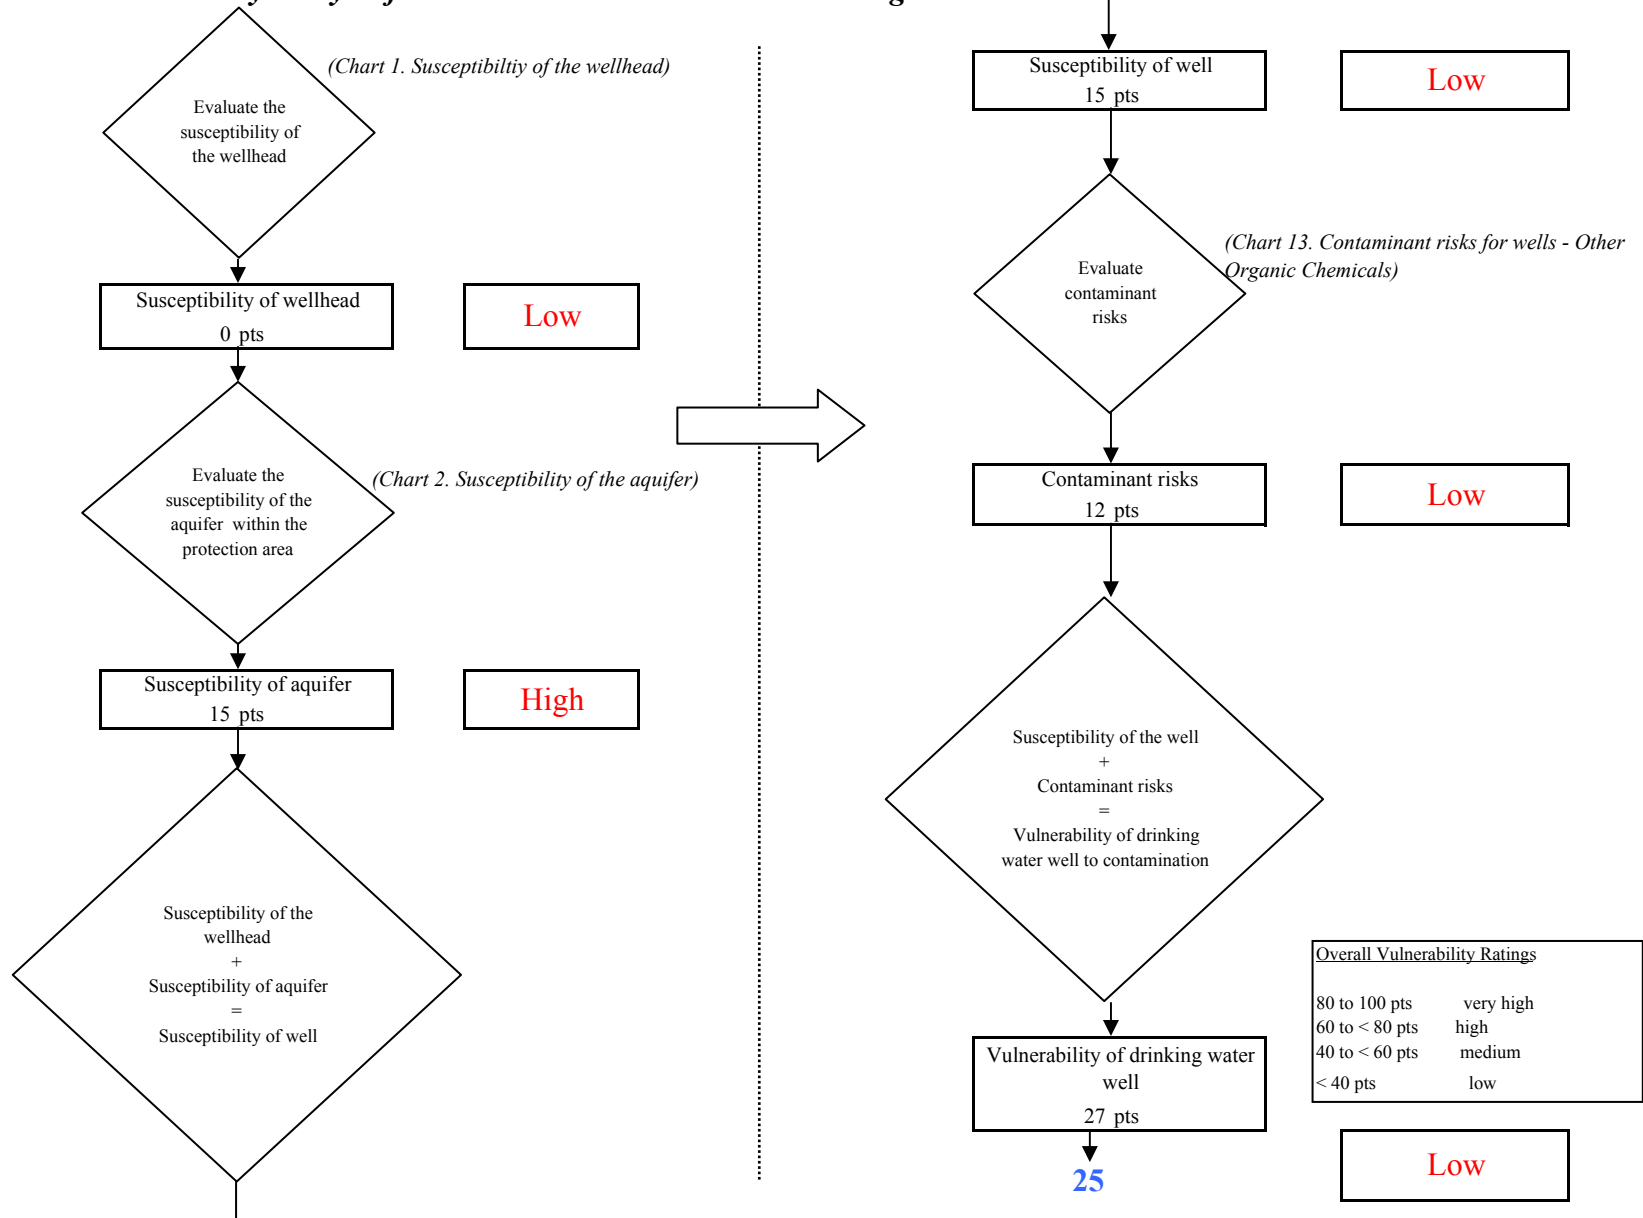 (Chart 1. Susceptibiltiy of the wellhead)
Evaluate the
susceptibility of
the wellhead
Susceptibility of wellhead
0 pts
Low
Evaluate the
susceptibility of the
aquifer within the
protection area
(Chart 2. Susceptibility of the aquifer)
Susceptibility of aquifer
15 pts
High
Susceptibility of the
wellhead
+
Susceptibility of aquifer
=
Susceptibility of well
Susceptibility of well
15 pts
Low
Evaluate
contaminant
risks
(Chart 13. Contaminant risks for wells - Other
Organic Chemicals)
Contaminant risks
12 pts
Low
Susceptibility of the well
+
Contaminant risks
=
Vulnerability of drinking
water well to contamination
Overall Vulnerability Ratings
80 to 100 pts very high
60 to < 80 pts high
40 to < 60 pts medium
< 40 pts low
Vulnerability of drinking water
well
27 pts
25
Low